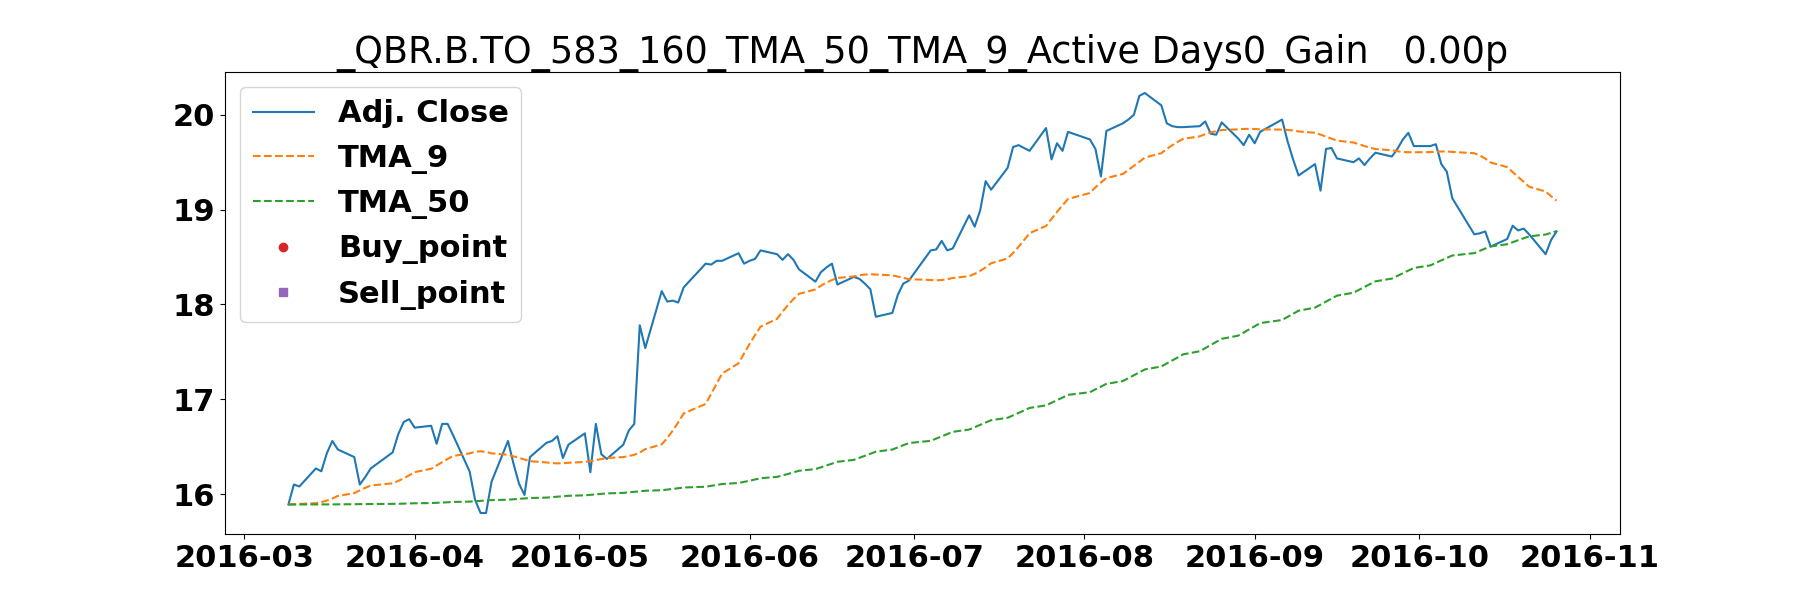 _QBR.B.TO_583_160_TMA_50_TMA_9_Active Days0_Gain   0.00p
20
19
18
17
16
Adj. Close
TMA_9
TMA_50
Buy_point
Sell_point
2016-03 2016-04 2016-05 2016-06 2016-07 2016-08 2016-09 2016-10 2016-11